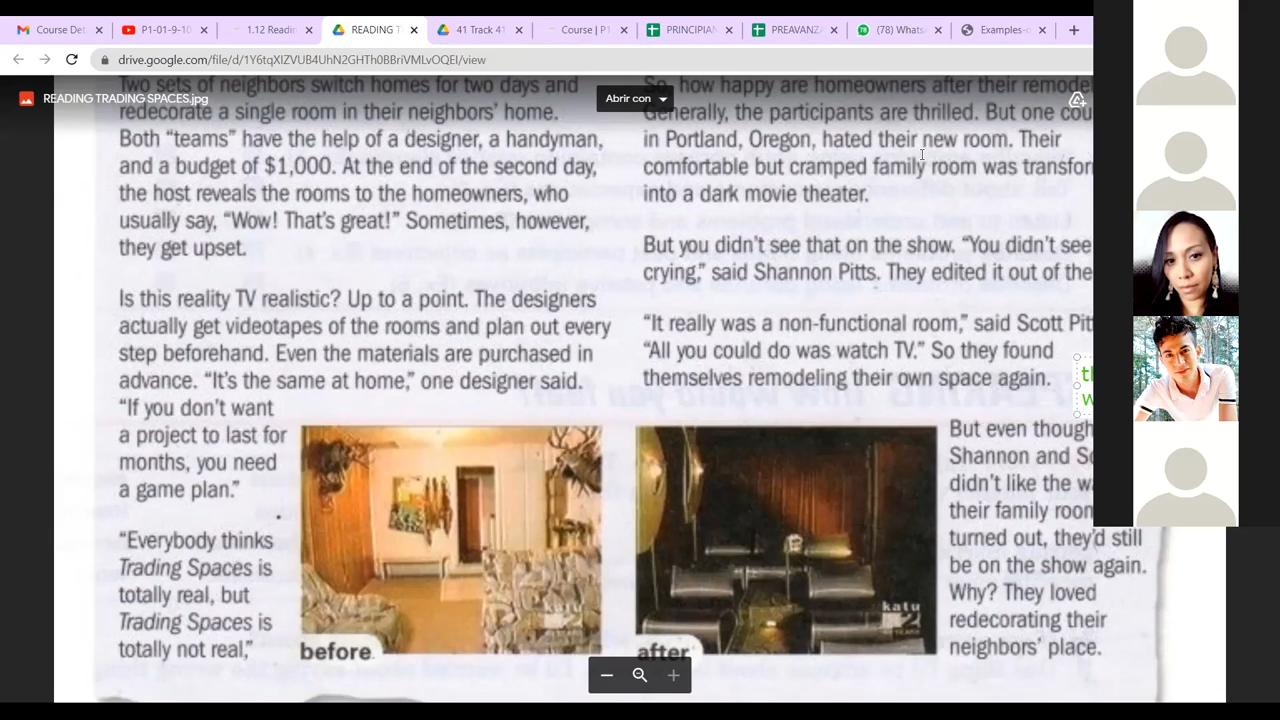 Course Det
P1-01-9-10
1.12 Readin
READING T
41 Track 41
Course | P1
PRINCIPIAN
PREAVANZA
(78) Whats
Examples-o
drive.google.com/file/d/1Y6tqXIZVUB4UhN2GHTh0BBriVMLvOQEI/view
READING TRADING SPACES.jpg
Abrir con
Two sets of neighbors switch homes for two days and
redecorate a single room in their neighbors' home.
Both “teams” have the help of a designer, a handyman,
and a budget of $1,000. At the end of the second day,
the host reveals the rooms to the homeowners, who
usually say, “Wow! That's great!” Sometimes, however,
they get upset.
Is this reality TV realistic? Up to a point. The designers
actually get videotapes of the rooms and plan out every
step beforehand. Even the materials are purchased in
advance. “It's the same at home,” one designer said.
“If you don't want
a project to last for
months, you need
a game plan.”
“Everybody thinks
Trading Spaces is
totally real, but
Trading Spaces is
totally not real,”
So, how happy are homeowners after their remode
Generally, the participants are thrilled. But one cou
in Portland, Oregon, hated their new room. Their
comfortable but cramped family room was transfor
into a dark movie theater.
But you didn't see that on the show. “You didn't see
crying,” said Shannon Pitts. They edited it out of the
“It really was a non-functional room,” said Scott Pit
“All you could do was watch TV.” So they found
themselves remodeling their own space again.
But even though
Shannon and Sc
didn't like the wa
their family room
turned out, they'd still
be on the show again.
Why? They loved
redecorating their
neighbors' place.
before
katu
2
after
katu
2